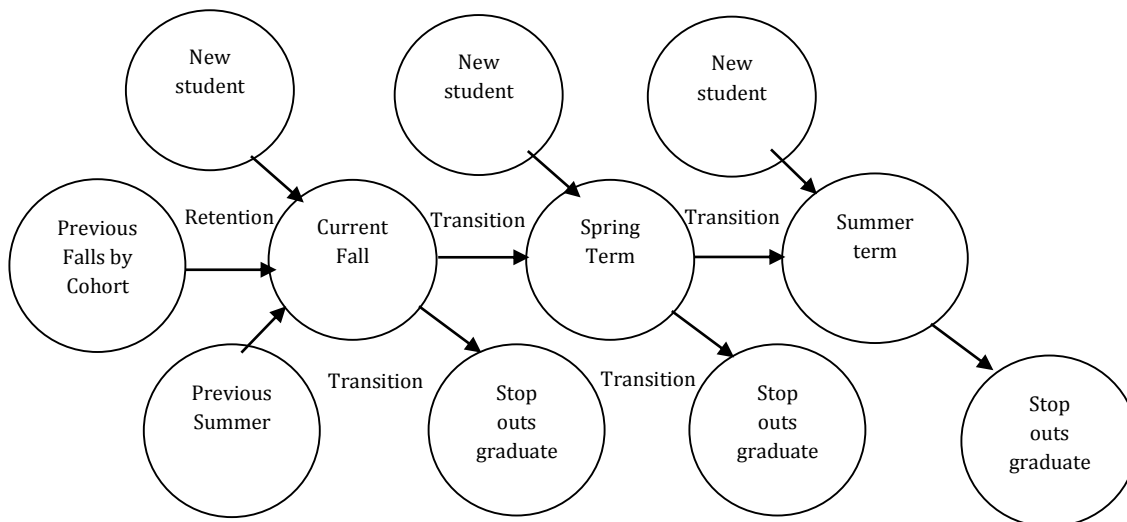 New
student
New
student
New
student
Previous
Falls by
Cohort
Retention
Current
Fall
Transition
Spring
Term
Transition
Summer
term
Previous
Summer
Transition
Stop
outs
graduate
Transition
Stop
outs
graduate
Stop
outs
graduate